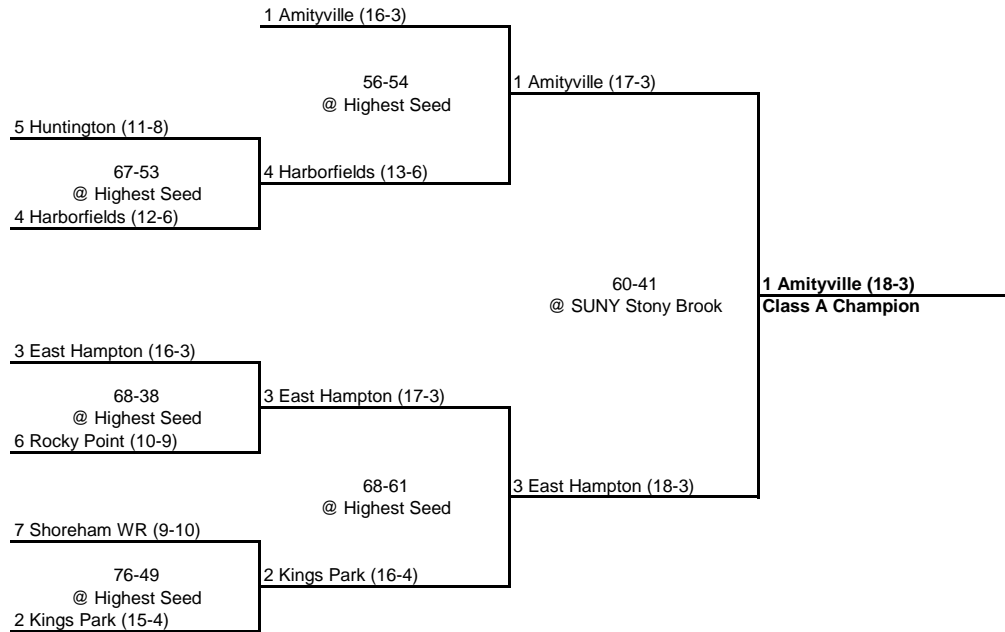 1 Amityville (16-3)
56-54
@ Highest Seed
1 Amityville (17-3)
5 Huntington (11-8)
67-53
@ Highest Seed
4 Harborfields (13-6)
4 Harborfields (12-6)
60-41
@ SUNY Stony Brook
1 Amityville (18-3)
Class A Champion
3 East Hampton (16-3)
68-38
@ Highest Seed
3 East Hampton (17-3)
6 Rocky Point (10-9)
68-61
@ Highest Seed
3 East Hampton (18-3)
7 Shoreham WR (9-10)
76-49
@ Highest Seed
2 Kings Park (16-4)
2 Kings Park (15-4)